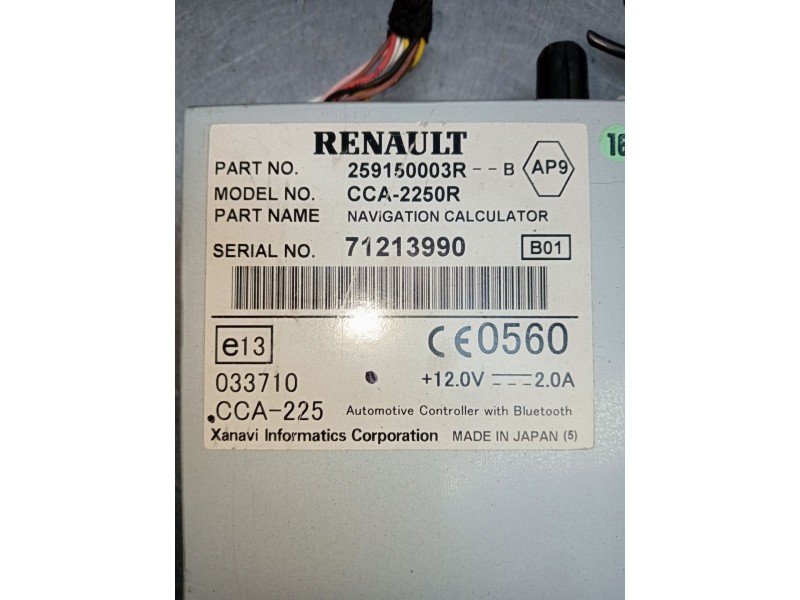 RENAULT
PART NO. 259150003R--B AP9
MODEL NO. CCA-2250R
PART NAME NAVIGATION CALCULATOR
SERIAL NO. 71213990 B01
e13 CE0560
033710 +12.0V 2.0A
CCA-225 Automotive Controller with Bluetooth
Xanavi Informatics Corporation MADE IN JAPAN (5)